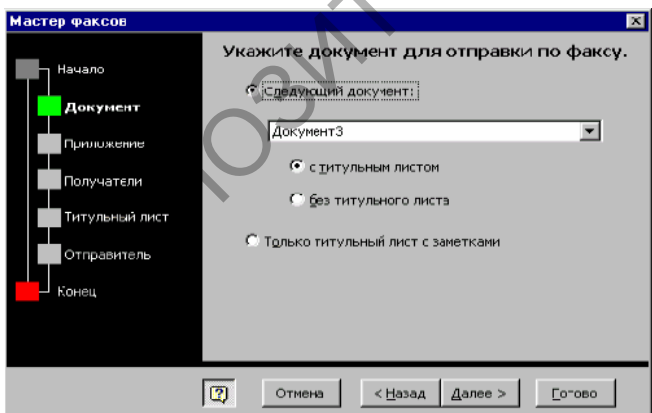 Мастер факсов
Укажите документ для отправки по факсу.
Начало
Документ
Приложение
Получатели
Титульный лист
Отправитель
Конец
Следующий документ:
Документ3
с титульным листом
без титульного листа
Только титульный лист с заметками
Отмена
< Назад
Далее >
Готово